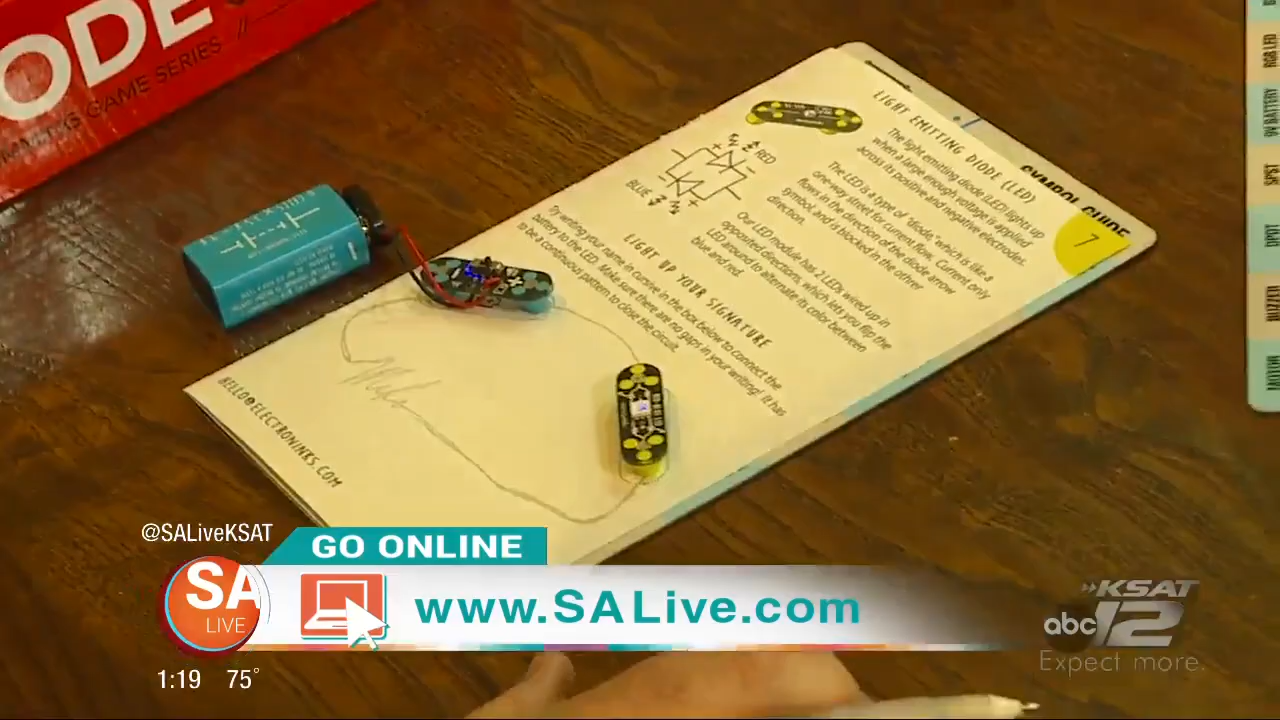 ODE
GAME SERIES //
SYMBOL GUIDE
7
LIGHT EMITTING DIODE (LED)
The light emitting diode (LED) lights up
when a large enough voltage is applied
across its positive and negative electrodes.
The LED is a type of "diode," which is like a
one-way street for current flow. Current only
flows in the direction of the diode arrow
symbol, and is blocked in the other
direction.
Our LED module has 2 LEDs wired up in
opposited directions, which lets you flip the
LED around to alternate its color between
blue and red.
RED
BLUE
LIGHT UP YOUR SIGNATURE
Try writing your name in cursive in the box below to connect the
battery to the LED. Make sure there are no gaps in your writing! It has
to be a continuous pattern to close the circuit.
HELLO@ELECTRONINKS.COM
RGB LED
9V BATTERY
SPST
DPDT
BUZZER
MOTOR
@SALiveKSAT
GO ONLINE
SA
LIVE
www.SALive.com
1:19 75°
KSAT
abc 12
Expect more.